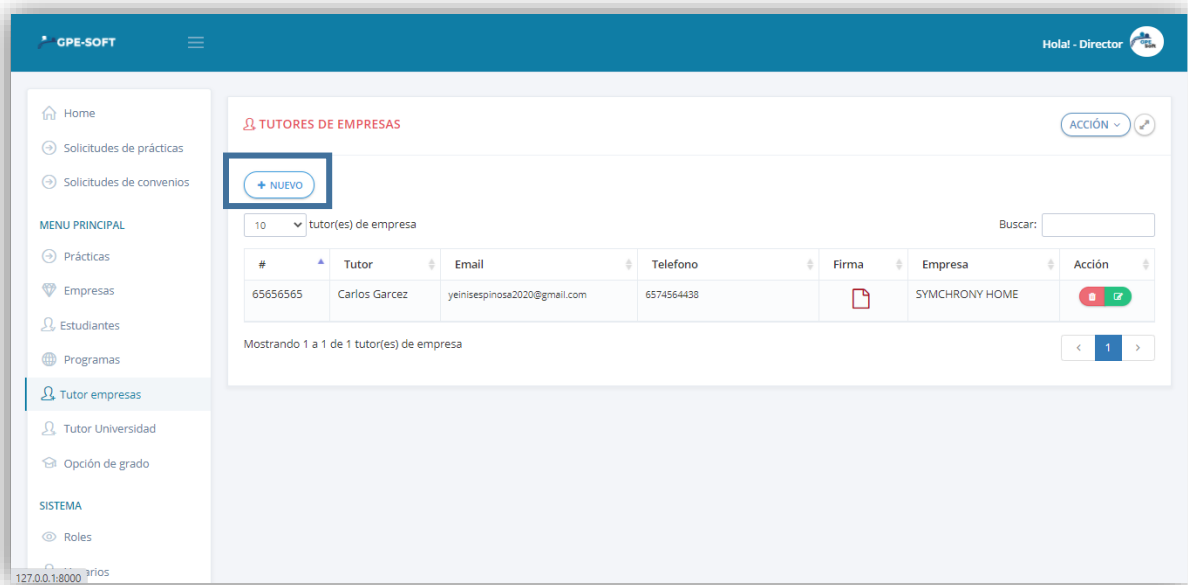 GPE-SOFT
Hola! - Director
GPE
Soft
Home
Solicitudes de prácticas
Solicitudes de convenios
MENU PRINCIPAL
Prácticas
Empresas
Estudiantes
Programas
Tutor empresas
Tutor Universidad
Opción de grado
SISTEMA
Roles
127.0.0.1:8000
TUTORES DE EMPRESAS
ACCIÓN
+ NUEVO
10 tutor(es) de empresa
Buscar:
# Tutor Email Telefono Firma Empresa Acción
65656565 Carlos Garcez yeinisespinosa2020@gmail.com 6574564438 SYMCHRONY HOME
Mostrando 1 a 1 de 1 tutor(es) de empresa
< 1 >